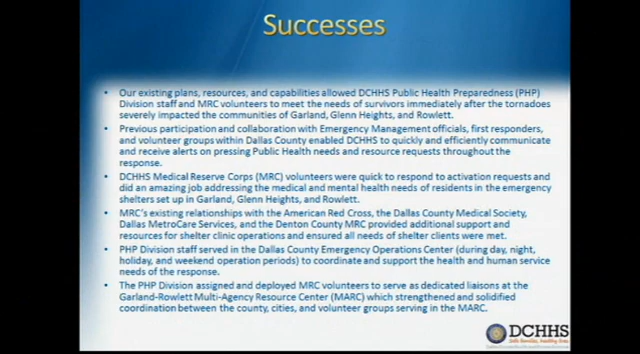 Successes
• Our existing plans, resources, and capabilities allowed DCHHS Public Health Preparedness (PHP)
Division staff and MRC volunteers to meet the needs of survivors immediately after the tornadoes
severely impacted the communities of Garland, Glenn Heights, and Rowlett.
• Previous participation and collaboration with Emergency Management officials, first responders,
and volunteer groups within Dallas County enabled DCHHS to quickly and efficiently communicate
and receive alerts on pressing Public Health needs and resource requests throughout the
response.
• DCHHS Medical Reserve Corps (MRC) volunteers were quick to respond to activation requests and
did an amazing job addressing the medical and mental health needs of residents in the emergency
shelters set up in Garland, Glenn Heights, and Rowlett.
• MRC's existing relationships with the American Red Cross, the Dallas County Medical Society,
Dallas MetroCare Services, and the Denton County MRC provided additional support and
resources for shelter clinic operations and ensured all needs of shelter clients were met.
• PHP Division staff served in the Dallas County Emergency Operations Center (during day, night,
holiday, and weekend operation periods) to coordinate and support the health and human service
needs of the response.
• The PHP Division assigned and deployed MRC volunteers to serve as dedicated liaisons at the
Garland-Rowlett Multi-Agency Resource Center (MARC) which strengthened and solidified
coordination between the county, cities, and volunteer groups serving in the MARC.
DCHHS